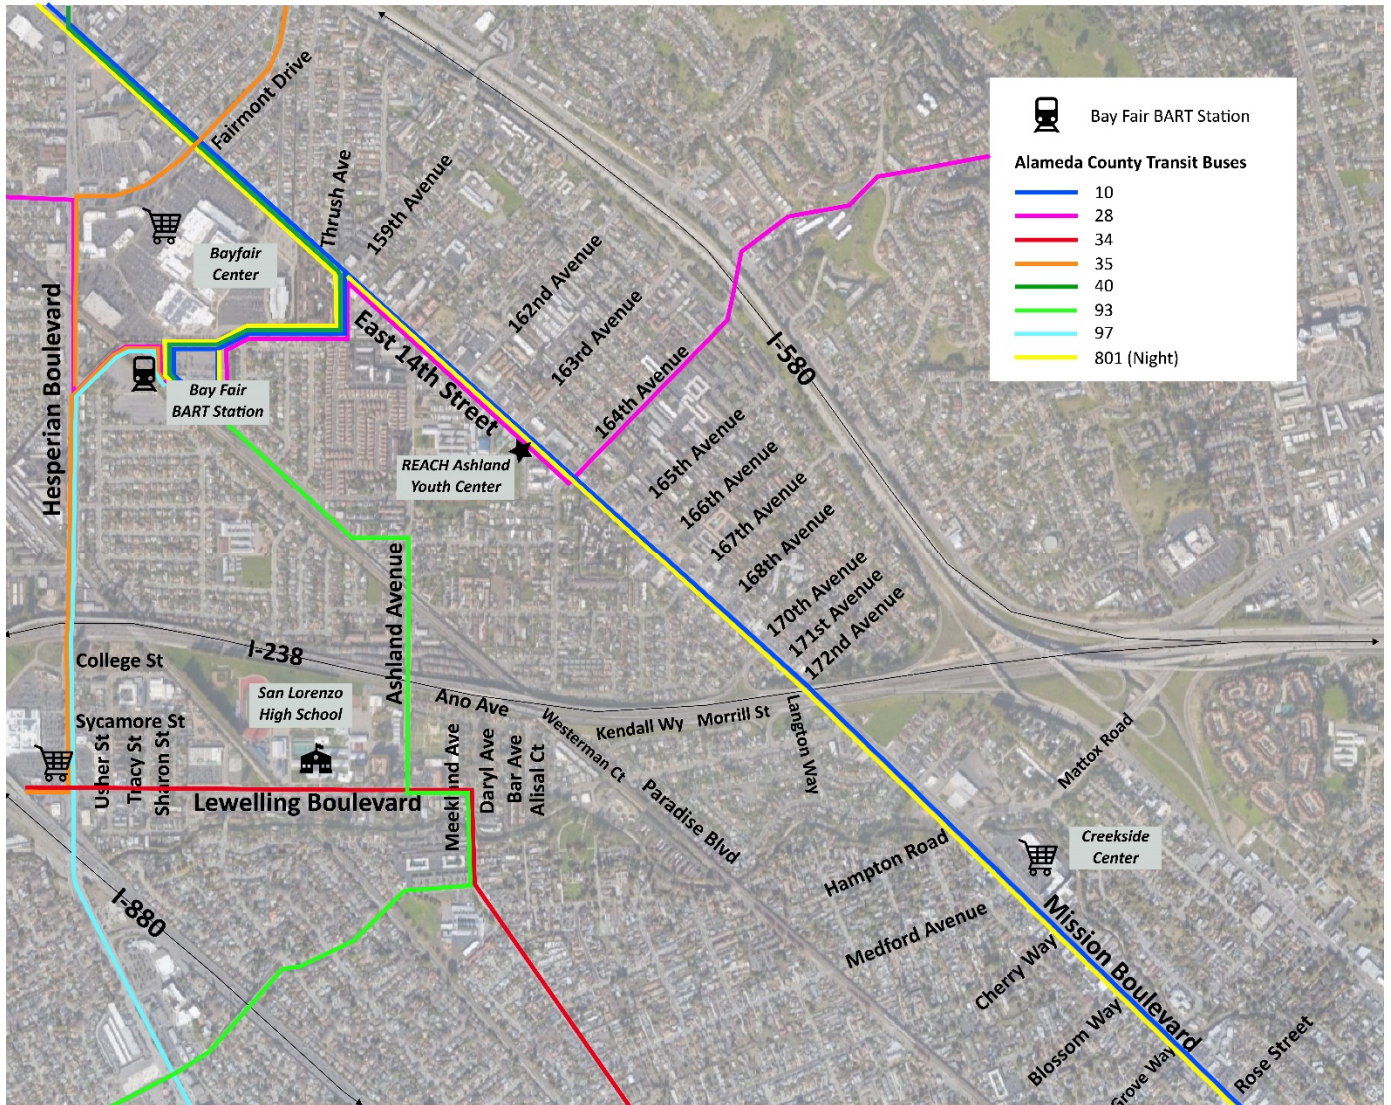 Bay Fair BART Station
Alameda County Transit Buses
10
28
34
35
40
93
97
801 (Night)
Fairmont Drive
Thrush Ave
159th Avenue
Bayfair
Center
162nd Avenue
163rd Avenue
164th Avenue
I-580
Hesperian Boulevard
East 14th Street
Bay Fair
BART Station
REACH Ashland
Youth Center
165th Avenue
166th Avenue
167th Avenue
168th Avenue
170th Avenue
171st Avenue
172nd Avenue
Ashland Avenue
I-238
College St
San Lorenzo
High School
Ano Ave
Westerman Ct
Kendall Wy
Morrill St
Langton Way
Mattox Road
Sycamore St
Usher St
Tracy St
Sharon St
Lewelling Boulevard
Meekland Ave
Daryl Ave
Bar Ave
Alisal Ct
Paradise Blvd
Hampton Road
Creekside
Center
I-880
Medford Avenue
Mission Boulevard
Cherry Way
Blossom Way
Grove Way
Rose Street